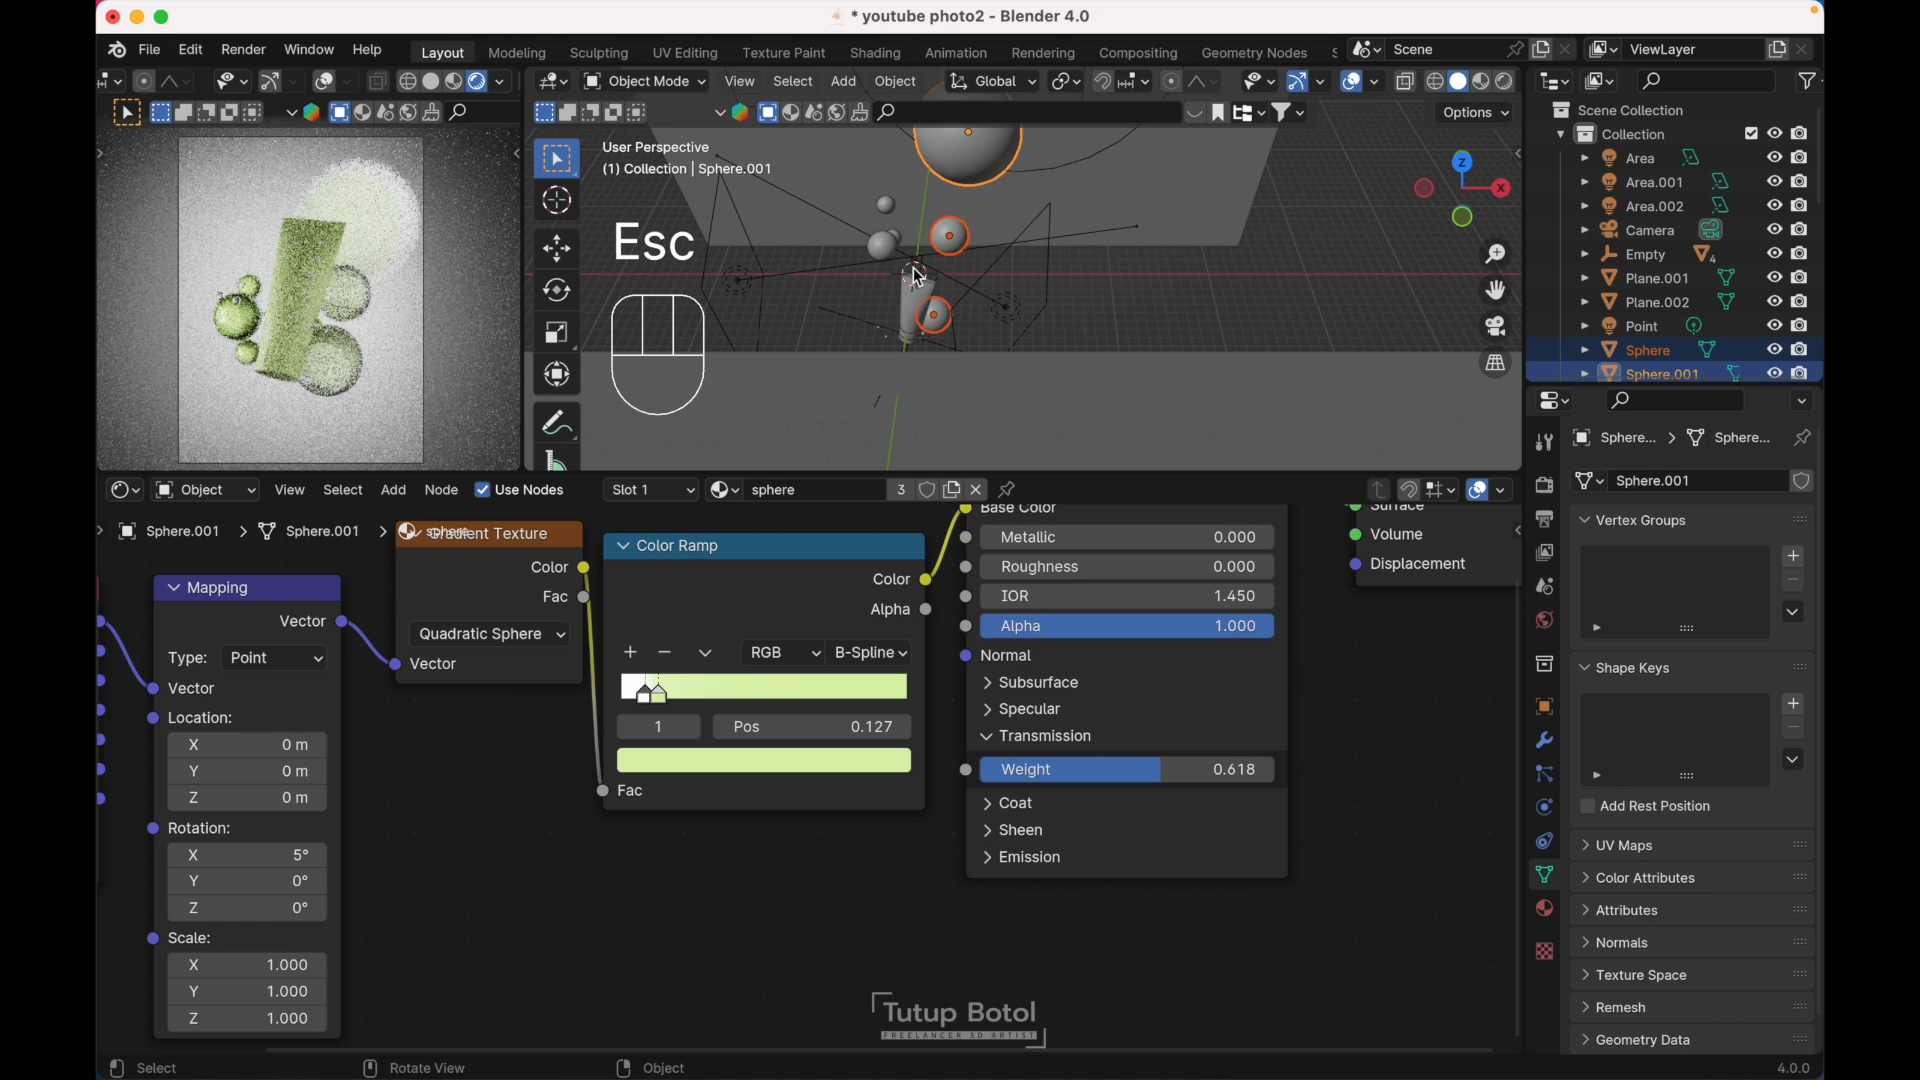 * youtube photo2 - Blender 4.0
File Edit Render Window Help
Layout Modeling Sculpting UV Editing Texture Paint Shading Animation Rendering Compositing Geometry Nodes
Scene
ViewLayer
Object Mode View Select Add Object Global
Options
User Perspective
(1) Collection | Sphere.001
Esc
Z
X
Scene Collection
Collection
Area
Area.001
Area.002
Camera
Empty 4
Plane.001
Plane.002
Point
Sphere
Sphere.001
Object View Select Add Node Use Nodes Slot 1 sphere 3
Sphere.001 > Sphere.001 >
Gradient Texture
Color
Fac
Quadratic Sphere
Vector
Mapping
Vector
Type: Point
Vector
Location:
X 0 m
Y 0 m
Z 0 m
Rotation:
X 5°
Y 0°
Z 0°
Scale:
X 1.000
Y 1.000
Z 1.000
Color Ramp
Color
Alpha
RGB B-Spline
1 Pos 0.127
Fac
Base Color
Metallic 0.000
Roughness 0.000
IOR 1.450
Alpha 1.000
Normal
Subsurface
Specular
Transmission
Weight 0.618
Coat
Sheen
Emission
Surface
Volume
Displacement
Sphere... > Sphere...
Sphere.001
Vertex Groups
Shape Keys
Add Rest Position
UV Maps
Color Attributes
Attributes
Normals
Texture Space
Remesh
Geometry Data
Tutup Botol
FREELANCER 3D ARTIST
Select Rotate View Object 4.0.0